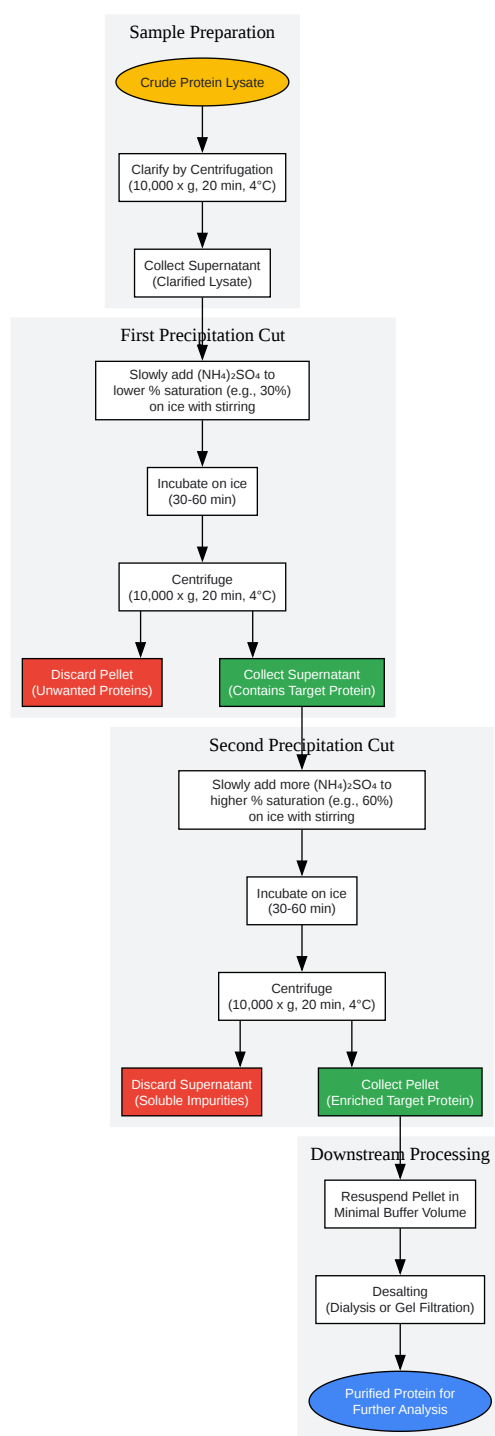 Sample Preparation
Crude Protein Lysate
Clarify by Centrifugation
(10,000 x g, 20 min, 4°C)
Collect Supernatant
(Clarified Lysate)
First Precipitation Cut
Slowly add (NH₄)₂SO₄ to
lower % saturation (e.g., 30%)
on ice with stirring
Incubate on ice
(30-60 min)
Centrifuge
(10,000 x g, 20 min, 4°C)
Discard Pellet
(Unwanted Proteins)
Collect Supernatant
(Contains Target Protein)
Second Precipitation Cut
Slowly add more (NH₄)₂SO₄ to
higher % saturation (e.g., 60%)
on ice with stirring
Incubate on ice
(30-60 min)
Centrifuge
(10,000 x g, 20 min, 4°C)
Discard Supernatant
(Soluble Impurities)
Collect Pellet
(Enriched Target Protein)
Downstream Processing
Resuspend Pellet in
Minimal Buffer Volume
Desalting
(Dialysis or Gel Filtration)
Purified Protein for
Further Analysis